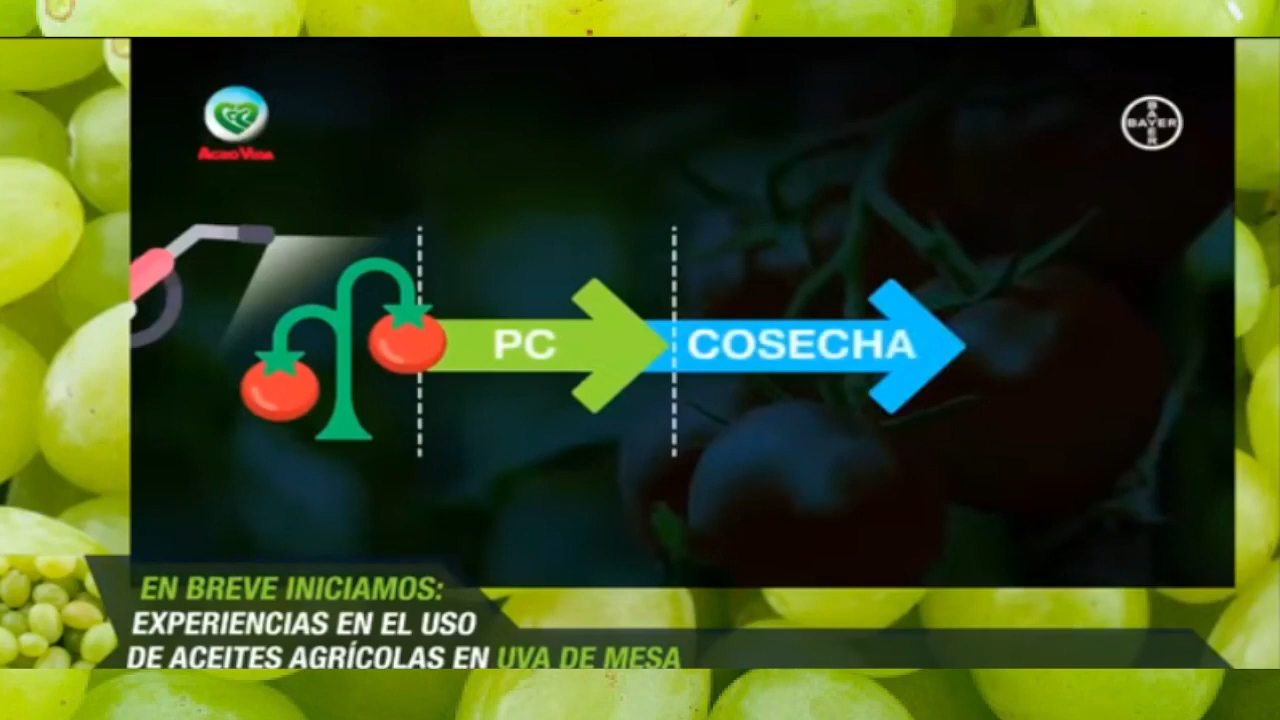 AGRO VIDA
BAYER
BAYER
PC
COSECHA
EN BREVE INICIAMOS:
EXPERIENCIAS EN EL USO
DE ACEITES AGRÍCOLAS EN UVA DE MESA